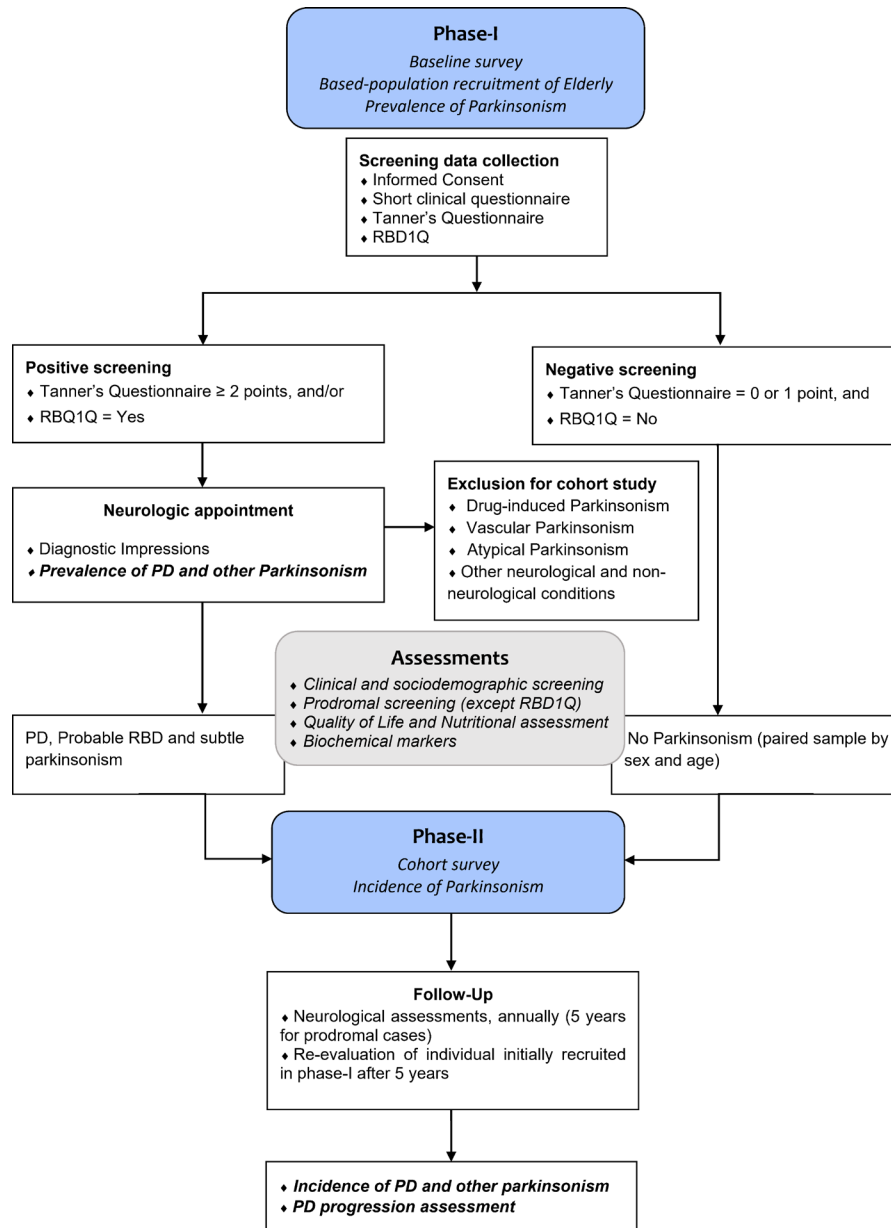 Phase-I
Baseline survey
Based-population recruitment of Elderly
Prevalence of Parkinsonism
Screening data collection
♦ Informed Consent
♦ Short clinical questionnaire
♦ Tanner's Questionnaire
♦ RBD1Q
Positive screening
♦ Tanner's Questionnaire ≥ 2 points, and/or
♦ RBQ1Q = Yes
Negative screening
♦ Tanner's Questionnaire = 0 or 1 point, and
♦ RBQ1Q = No
Neurologic appointment
♦ Diagnostic Impressions
♦ Prevalence of PD and other Parkinsonism
Exclusion for cohort study
♦ Drug-induced Parkinsonism
♦ Vascular Parkinsonism
♦ Atypical Parkinsonism
♦ Other neurological and non-
neurological conditions
Assessments
♦ Clinical and sociodemographic screening
♦ Prodromal screening (except RBD1Q)
♦ Quality of Life and Nutritional assessment
♦ Biochemical markers
PD, Probable RBD and subtle
parkinsonism
No Parkinsonism (paired sample by
sex and age)
Phase-II
Cohort survey
Incidence of Parkinsonism
Follow-Up
♦ Neurological assessments, annually (5 years
for prodromal cases)
♦ Re-evaluation of individual initially recruited
in phase-I after 5 years
♦ Incidence of PD and other parkinsonism
♦ PD progression assessment